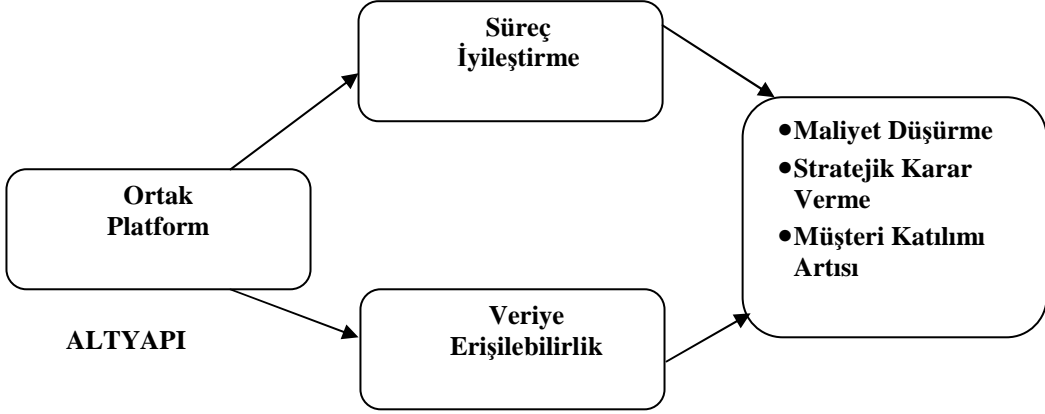 Süreç
İyileştirme
Ortak
Platform
ALTYAPI
Veriye
Erişilebilirlik
●Maliyet Düşürme
●Stratejik Karar
Verme
●Müşteri Katılımı
Artısı